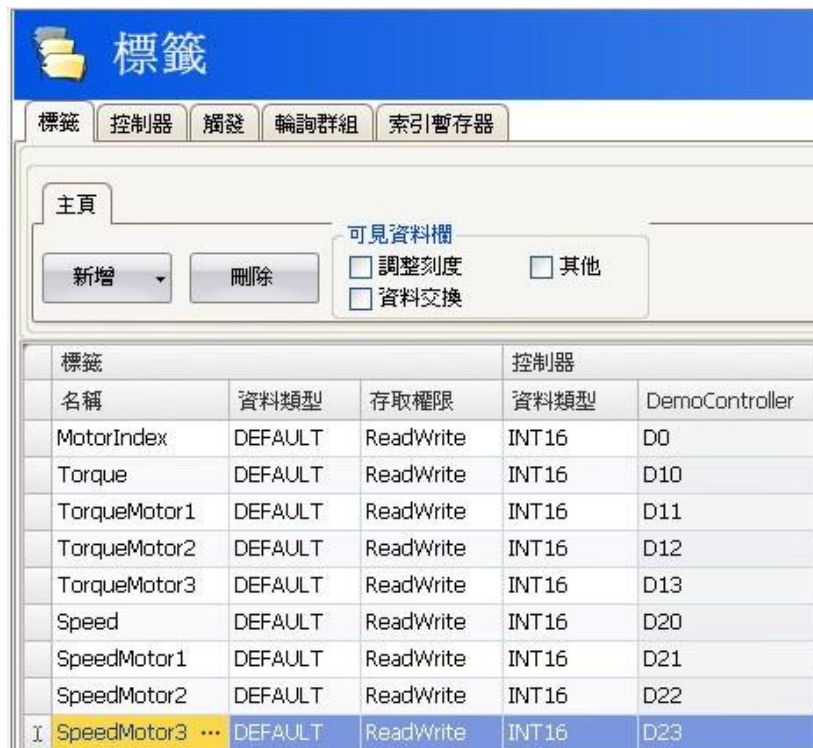 標籤
標籤 控制器 觸發 輪詢群組 索引暫存器
主頁
可見資料欄
新增 刪除 調整刻度 其他
資料交換
標籤 控制器
名稱 資料類型 存取權限 資料類型 DemoController
MotorIndex DEFAULT ReadWrite INT16 D0
Torque DEFAULT ReadWrite INT16 D10
TorqueMotor1 DEFAULT ReadWrite INT16 D11
TorqueMotor2 DEFAULT ReadWrite INT16 D12
TorqueMotor3 DEFAULT ReadWrite INT16 D13
Speed DEFAULT ReadWrite INT16 D20
SpeedMotor1 DEFAULT ReadWrite INT16 D21
SpeedMotor2 DEFAULT ReadWrite INT16 D22
SpeedMotor3 ... DEFAULT ReadWrite INT16 D23